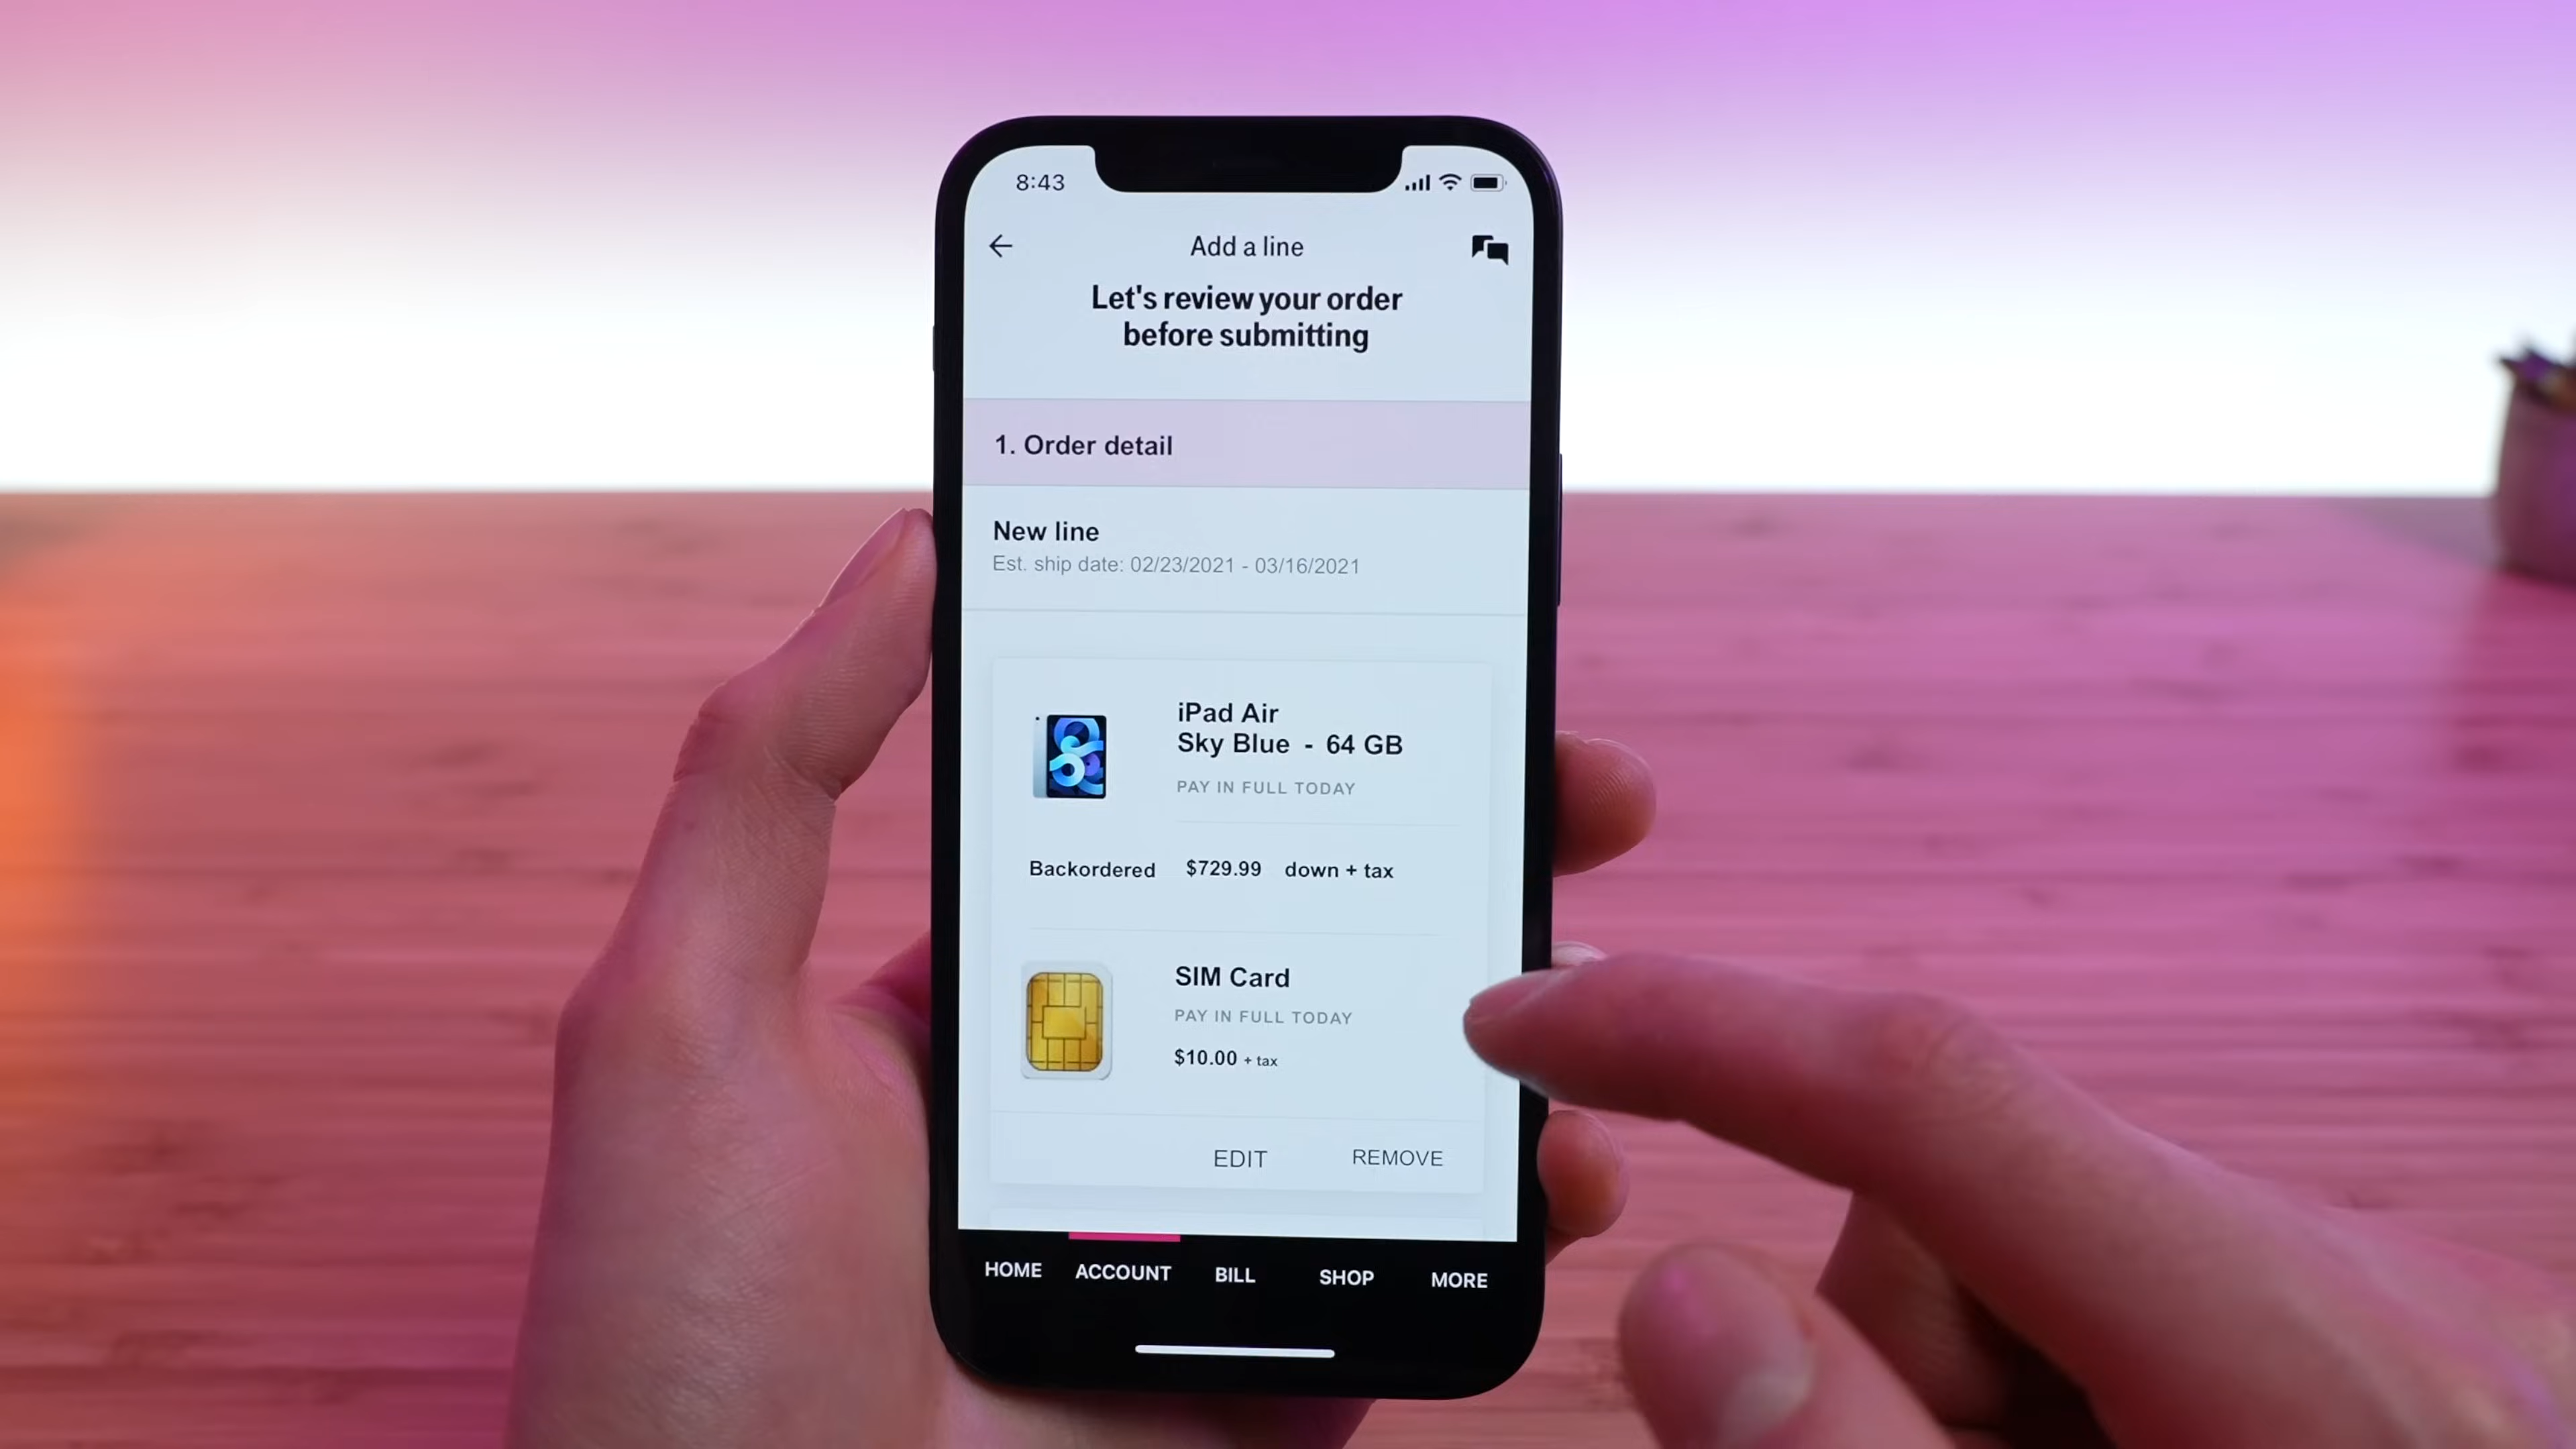 8:43
Add a line
Let's review your order
before submitting
1. Order detail
New line
Est. ship date: 02/23/2021 - 03/16/2021
iPad Air
Sky Blue - 64 GB
PAY IN FULL TODAY
Backordered $729.99 down + tax
SIM Card
PAY IN FULL TODAY
$10.00 + tax
EDIT REMOVE
HOME ACCOUNT BILL SHOP MORE